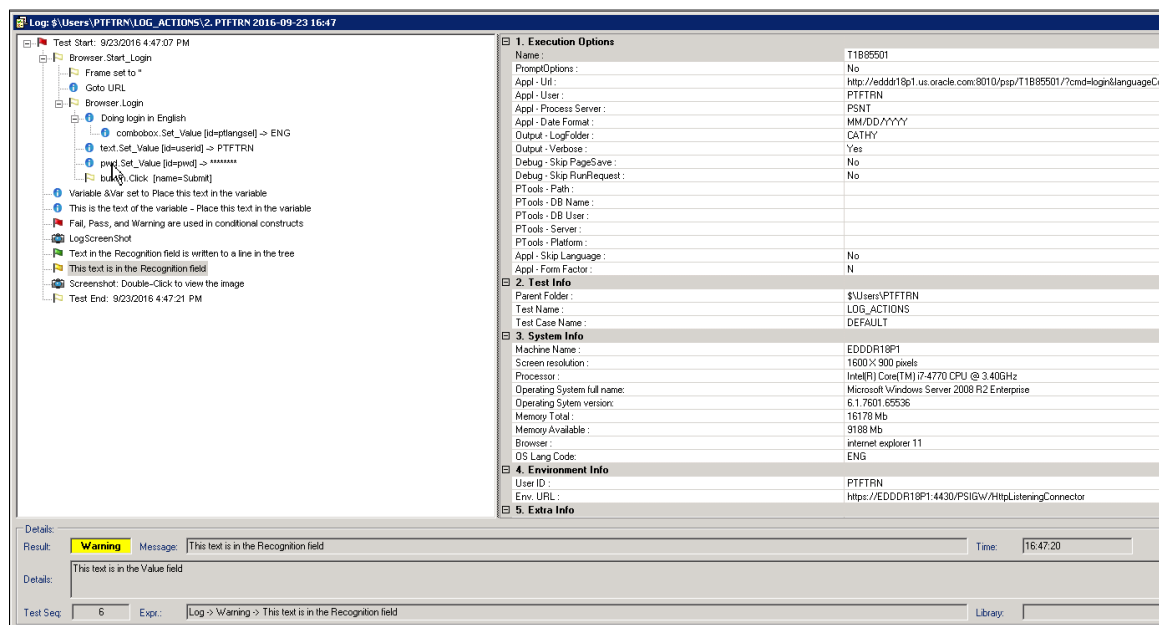 Log: $\Users\PTFTRN\LOG_ACTIONS\2. PTFTRN 2016-09-23 16:47
Test Start: 9/23/2016 4:47:07 PM
Browser.Start_Login
Frame set to "
Goto URL
Browser.Login
Doing login in English
combobox.Set_Value [id=ptlangsel] -> ENG
text.Set_Value [id=userid] -> PTFTRN
pwd.Set_Value [id=pwd] -> ********
button.Click [name=Submit]
Variable &Var set to Place this text in the variable
This is the text of the variable - Place this text in the variable
Fail, Pass, and Warning are used in conditional constructs
LogScreenShot
Text in the Recognition field is written to a line in the tree
This text is in the Recognition field
Screenshot: Double-Click to view the image
Test End: 9/23/2016 4:47:21 PM
1. Execution Options
Name : T1B85501
PromptOptions : No
Appl - Url : http://edddr18p1.us.oracle.com:8010/psp/T1B85501/?cmd=login&languageC
Appl - User : PTFTRN
Appl - Process Server : PSNT
Appl - Date Format : MM/DD/YYYY
Output - LogFolder : CATHY
Output - Verbose : Yes
Debug - Skip PageSave : No
Debug - Skip RunRequest : No
PTools - Path :
PTools - DB Name :
PTools - DB User :
PTools - Server :
PTools - Platform :
Appl - Skip Language : No
Appl - Form Factor : N
2. Test Info
Parent Folder : $\Users\PTFTRN
Test Name : LOG_ACTIONS
Test Case Name : DEFAULT
3. System Info
Machine Name : EDDDR18P1
Screen resolution : 1600 X 900 pixels
Processor : Intel(R) Core(TM) i7-4770 CPU @ 3.40GHz
Operating System full name: Microsoft Windows Server 2008 R2 Enterprise
Operating Sytem version: 6.1.7601.65536
Memory Total : 16178 Mb
Memory Available : 9188 Mb
Browser : internet explorer 11
OS Lang Code: ENG
4. Environment Info
User ID : PTFTRN
Env. URL : https://EDDDR18P1:4430/PSIGW/HttpListeningConnector
5. Extra Info
Details:
Result: Warning Message: This text is in the Recognition field Time: 16:47:20
Details: This text is in the Value field
Test Seq: 6 Expr.: Log -> Warning -> This text is in the Recognition field Library: